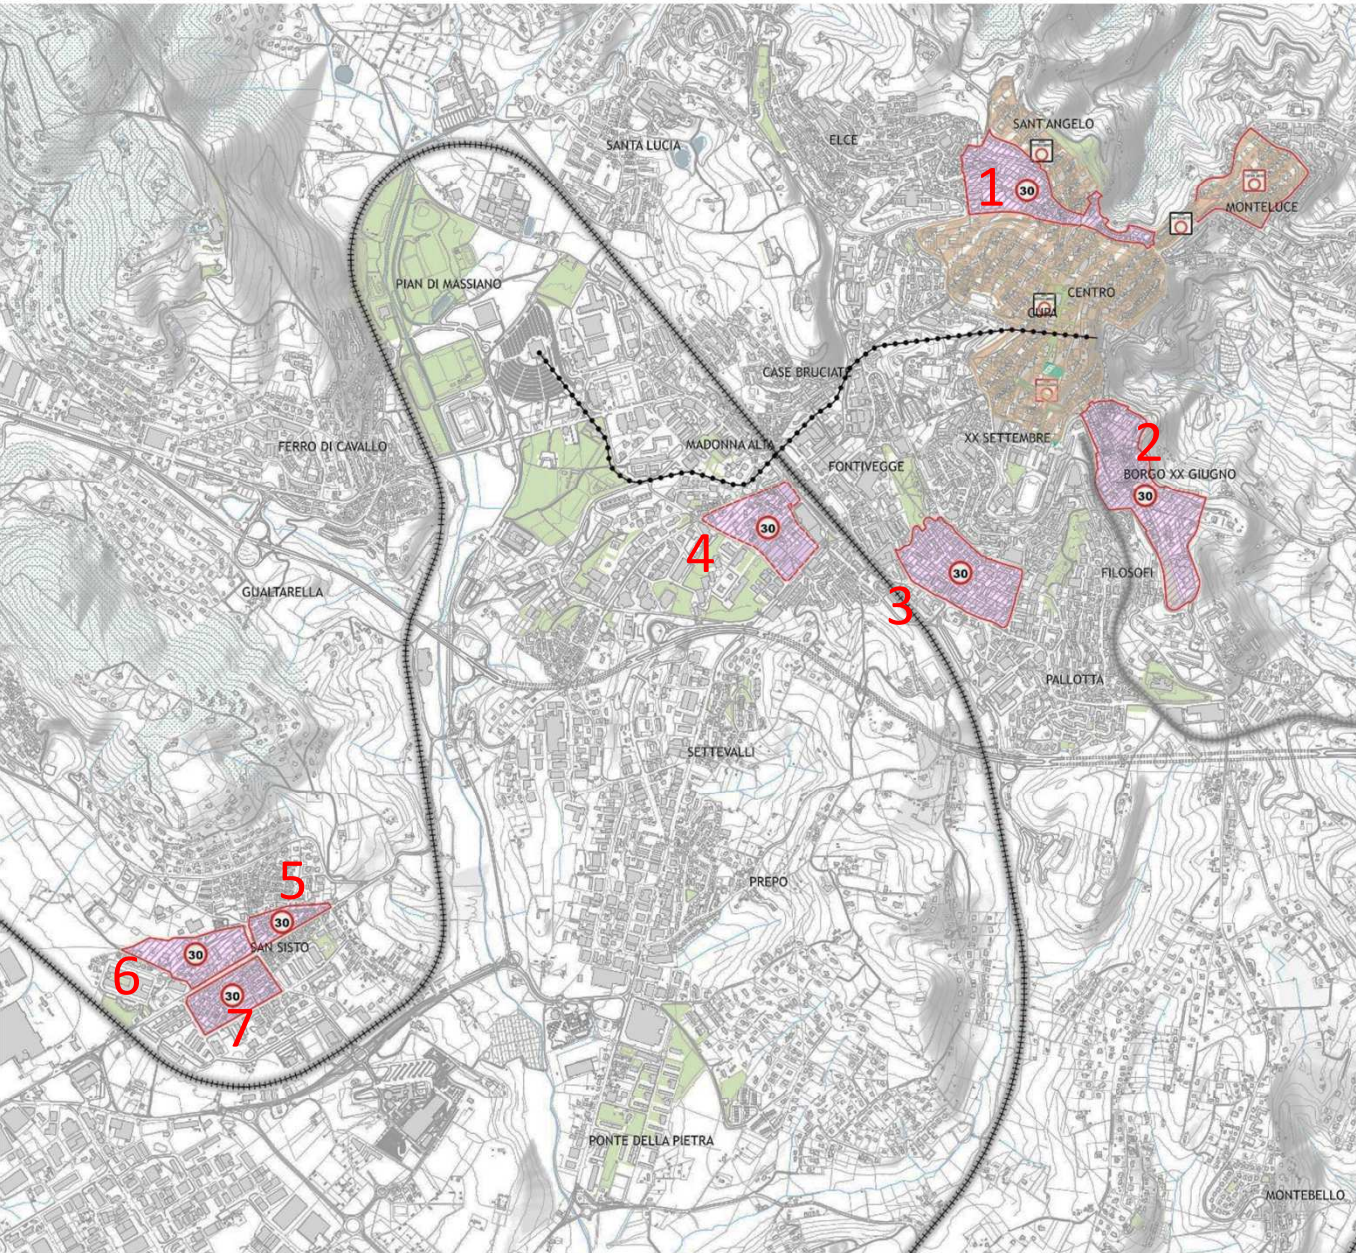 SANT'ANGELO
ELCE
SANTA LUCIA
1
30
MONTELUCE
PIAN DI MASSIANO
CENTRO
CUPA
CASE BRUCIATE
XX SETTEMBRE
2
FERRO DI CAVALLO
MADONNA ALTA
FONTIVEGGE
BORGO XX GIUGNO
30
30
4
30
FILOSOFI
GUALTARELLA
3
PALLOTTA
SETTEVALLI
5
PREPO
30
SAN SISTO
30
6
30
7
PONTE DELLA PIETRA
MONTEBELLO